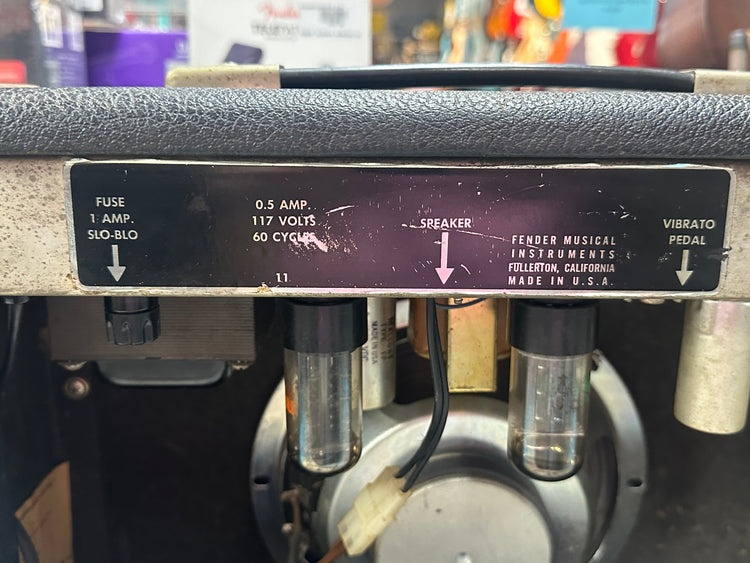 Fender
FUSE
1 AMP.
SLO-BLO
0.5 AMP.
117 VOLTS
60 CYCLES
11
SPEAKER
FENDER MUSICAL
INSTRUMENTS
FULLERTON, CALIFORNIA
MADE IN U.S.A.
VIBRATO
PEDAL